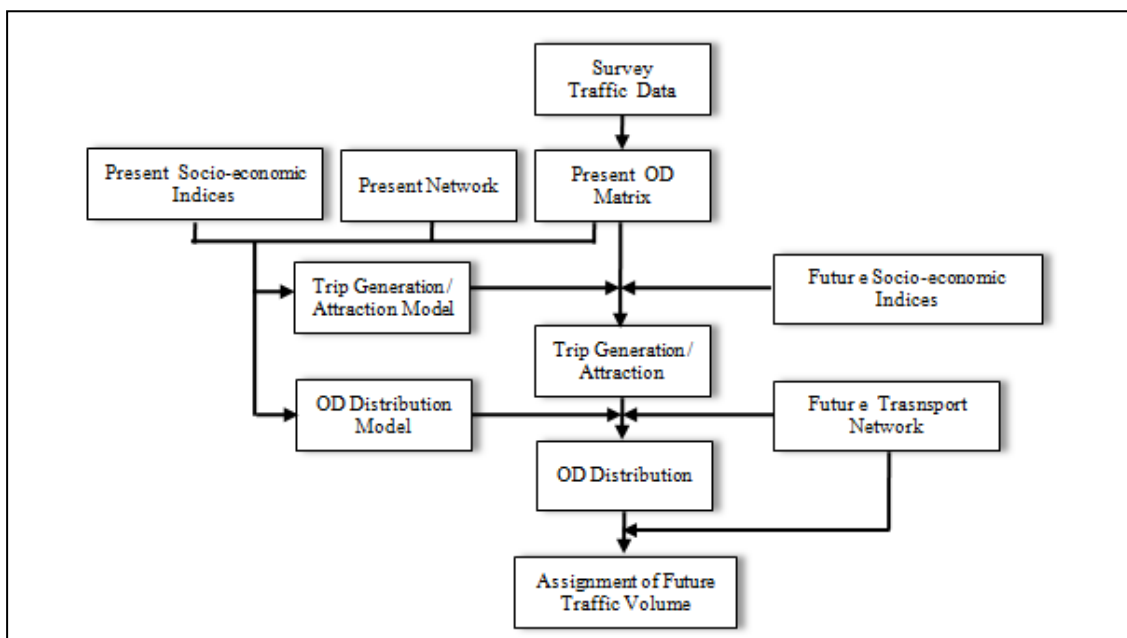 Survey
Traffic Data
Present Socio-economic
Indices
Present Network
Present OD
Matrix
Trip Generation /
Attraction Model
Futur e Socio-economic
Indices
Trip Generation /
Attraction
OD Distribution
Model
Futur e Trasnsport
Network
OD Distribution
Assignment of Future
Traffic Volume